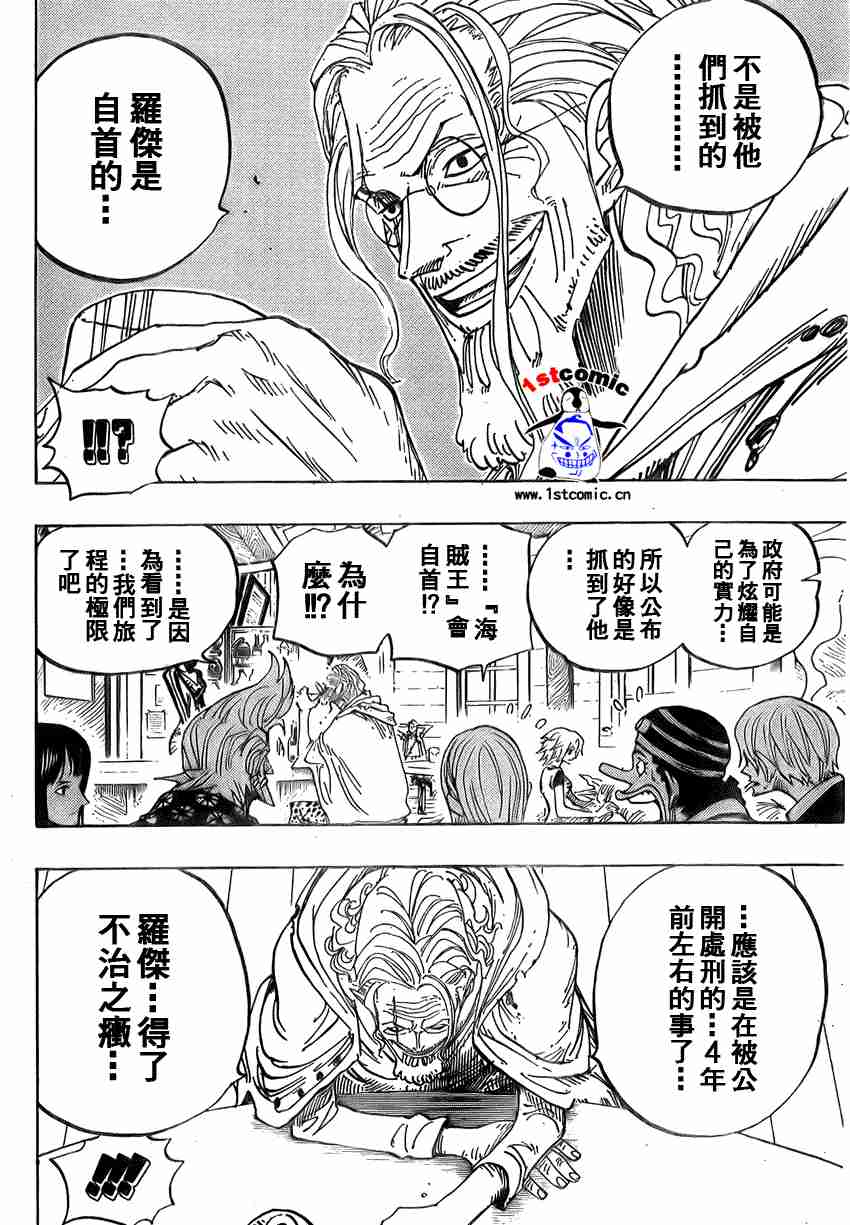 不是被他
們抓到的
…………
羅傑是
自首的…
!!?
1stcomic
www.1stcomic.cn
政府可能是
為了炫耀自
己的實力…
所以公布
的好像是
抓到了他
…
……『海
賊王』會
自首!?
為什
麼!!?
……是因
為看到了
…我們旅
程的極限
了吧
…應該是在被公
開處刑的…4年
前左右的事了…
羅傑…得了
不治之癥…
!!!